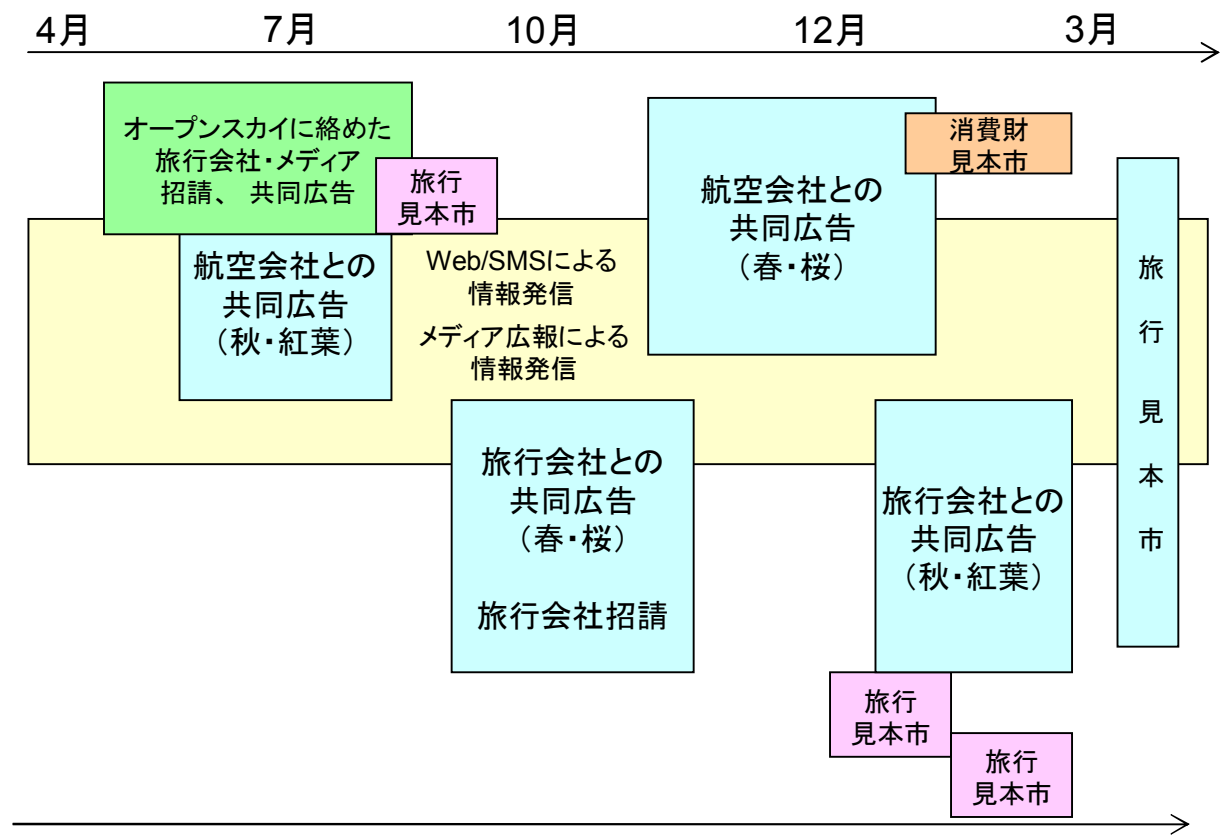 4月 7月 10月 12月 3月
オープンスカイに絡めた
旅行会社・メディア
招請、 共同広告
旅行
見本市
航空会社との
共同広告
（秋・紅葉）
Web/SMSによる
情報発信
メディア広報による
情報発信
航空会社との
共同広告
（春・桜）
消費財
見本市
旅行会社との
共同広告
（春・桜）
旅行会社招請
旅行会社との
共同広告
（秋・紅葉）
旅行見本市
旅行
見本市
旅行
見本市